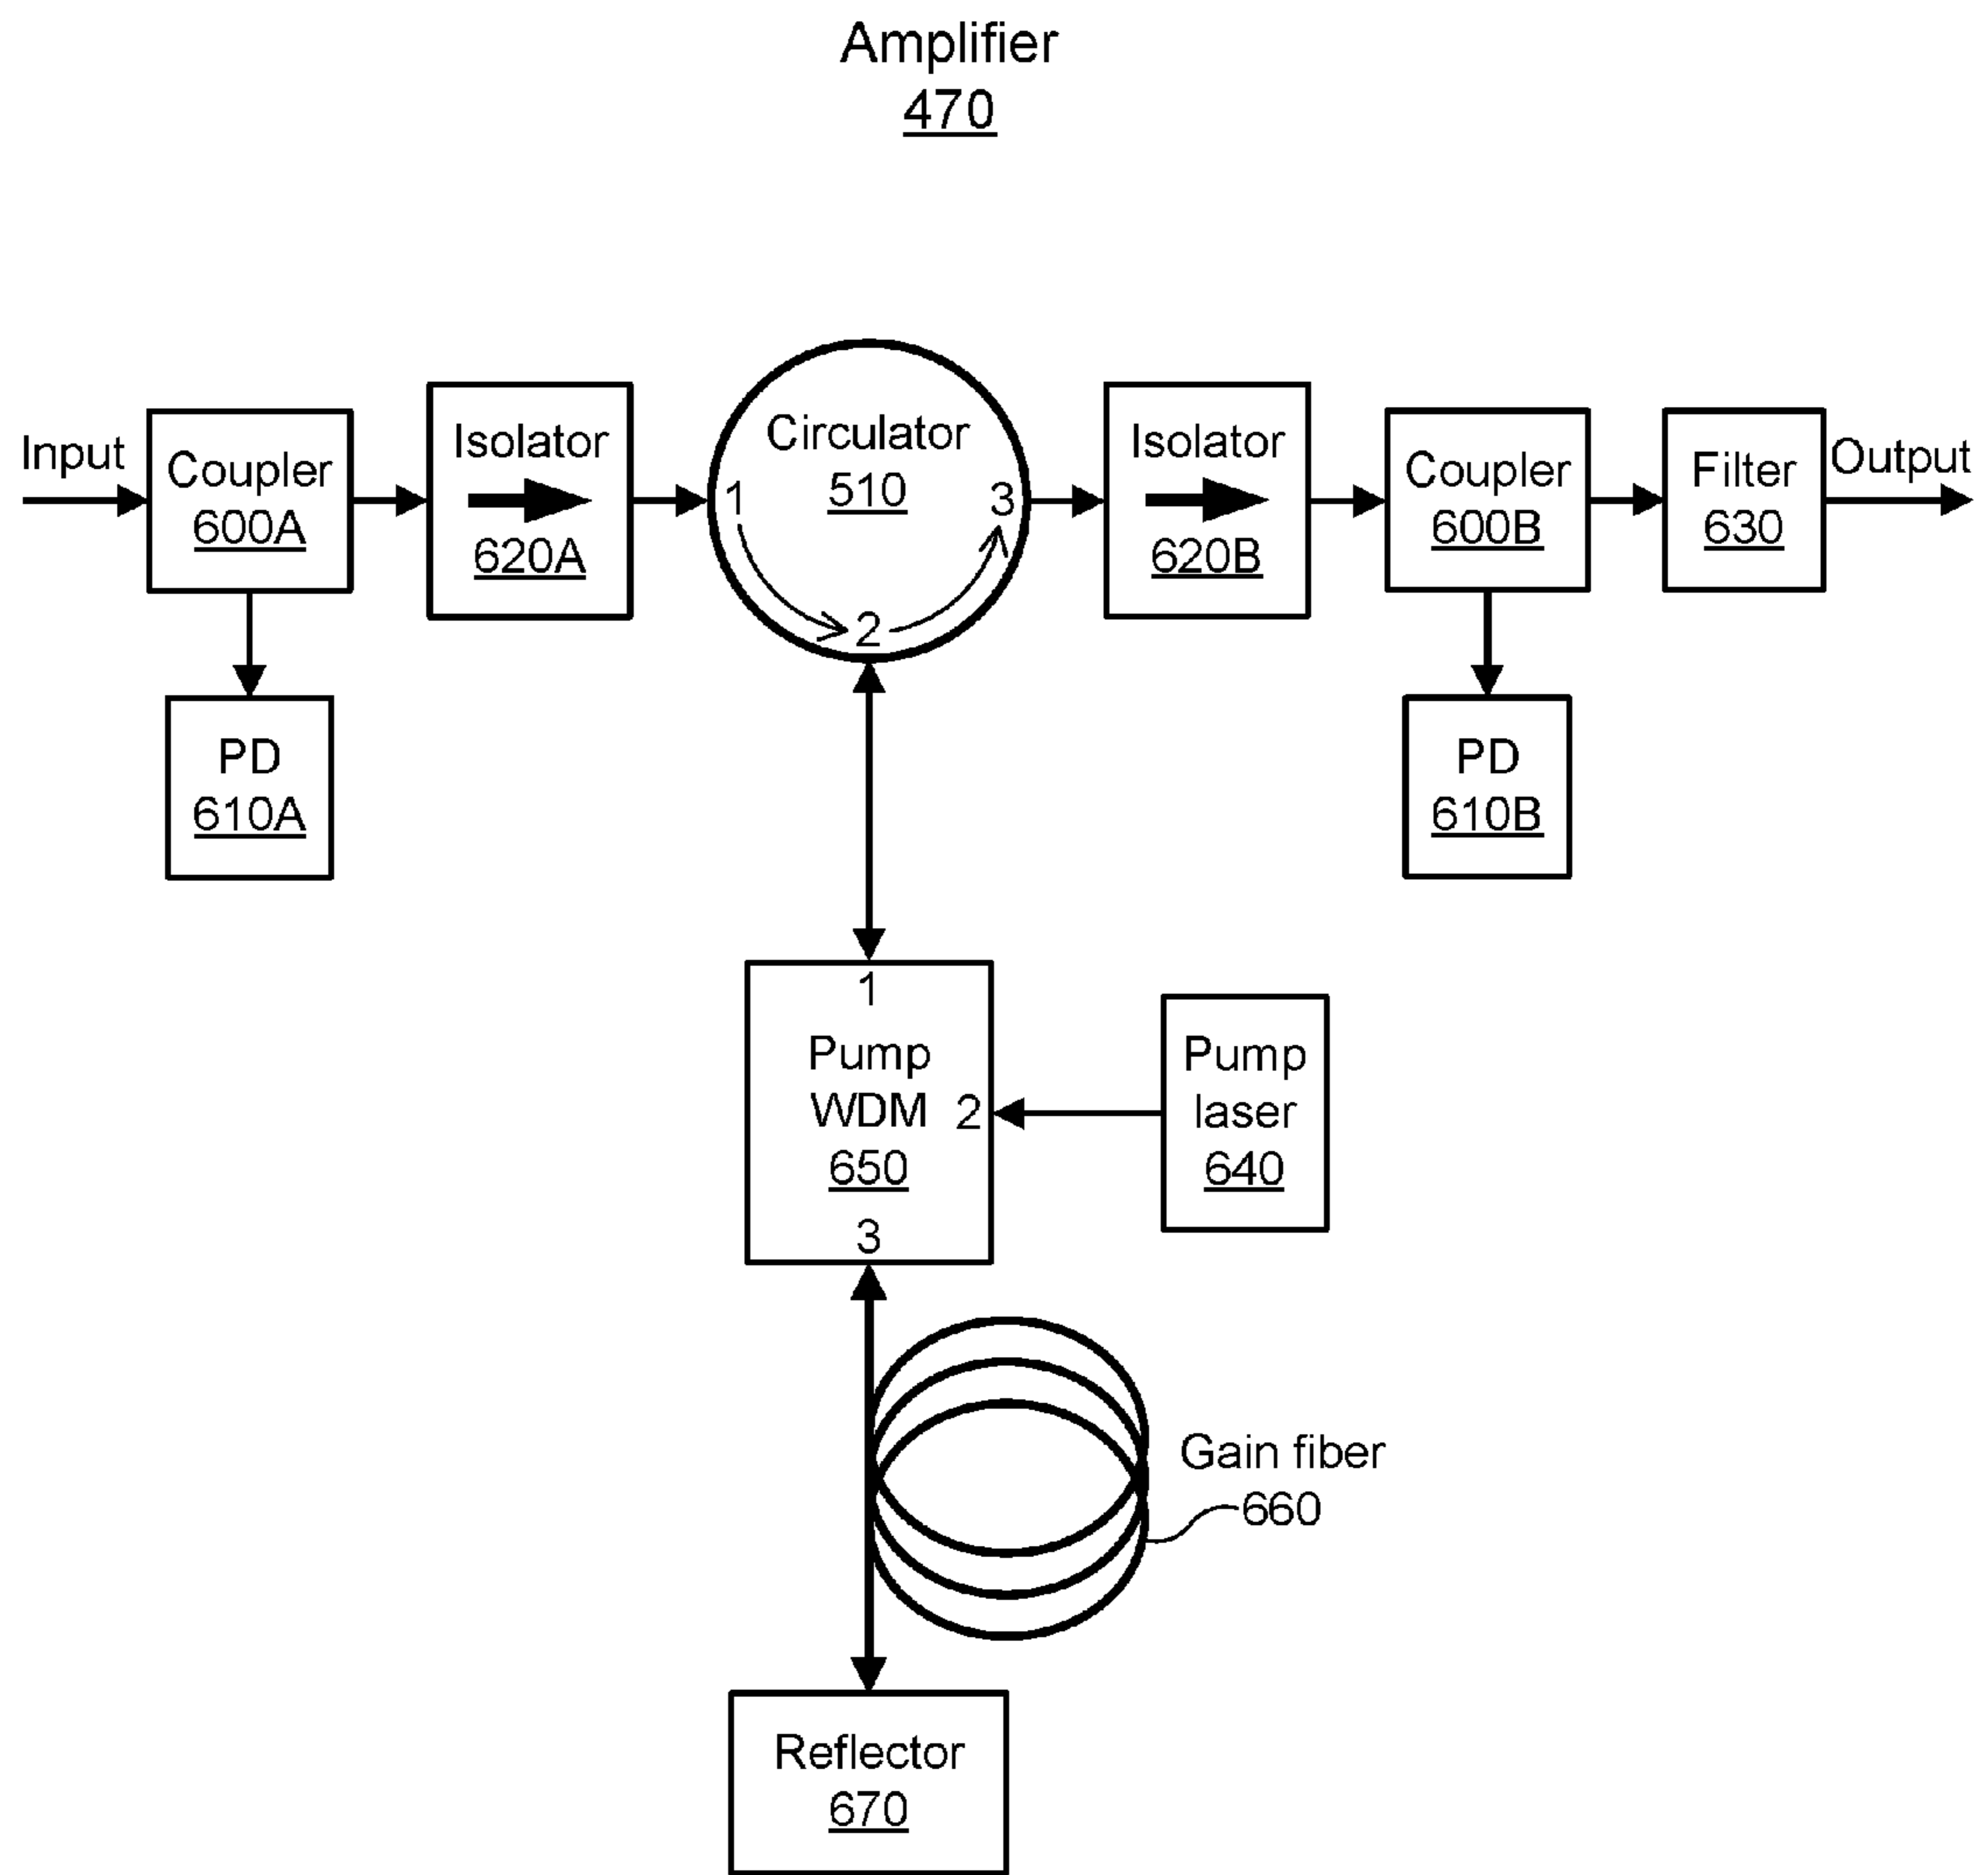 Amplifier
470
Input
Coupler
600A
Isolator
620A
Circulator
510
1
2
3
Isolator
620B
Coupler
600B
Filter
630
Output
PD
610A
PD
610B
1
Pump
WDM
650
2
3
Pump
laser
640
Gain fiber
660
Reflector
670